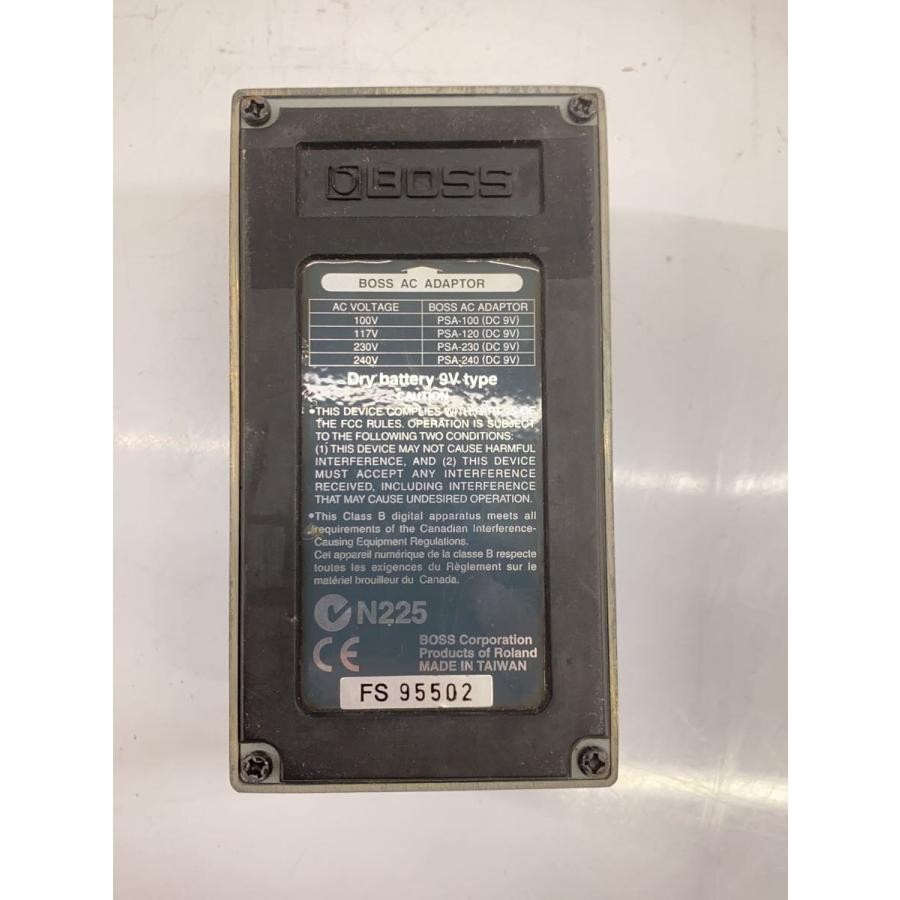 BOSS
BOSS AC ADAPTOR
AC VOLTAGE BOSS AC ADAPTOR
100V PSA-100 (DC 9V)
117V PSA-120 (DC 9V)
230V PSA-230 (DC 9V)
240V PSA-240 (DC 9V)
Dry battery 9V type
CAUTION
•THIS DEVICE COMPLIES WITH PART 15 OF
THE FCC RULES. OPERATION IS SUBJECT
TO THE FOLLOWING TWO CONDITIONS:
(1) THIS DEVICE MAY NOT CAUSE HARMFUL
INTERFERENCE, AND (2) THIS DEVICE
MUST ACCEPT ANY INTERFERENCE
RECEIVED, INCLUDING INTERFERENCE
THAT MAY CAUSE UNDESIRED OPERATION.
•This Class B digital apparatus meets all
requirements of the Canadian Interference-
Causing Equipment Regulations.
Cet appareil numérique de la classe B respecte
toutes les exigences du Règlement sur le
matériel brouilleur du Canada.
N225
CE
BOSS Corporation
Products of Roland
MADE IN TAIWAN
FS 95502